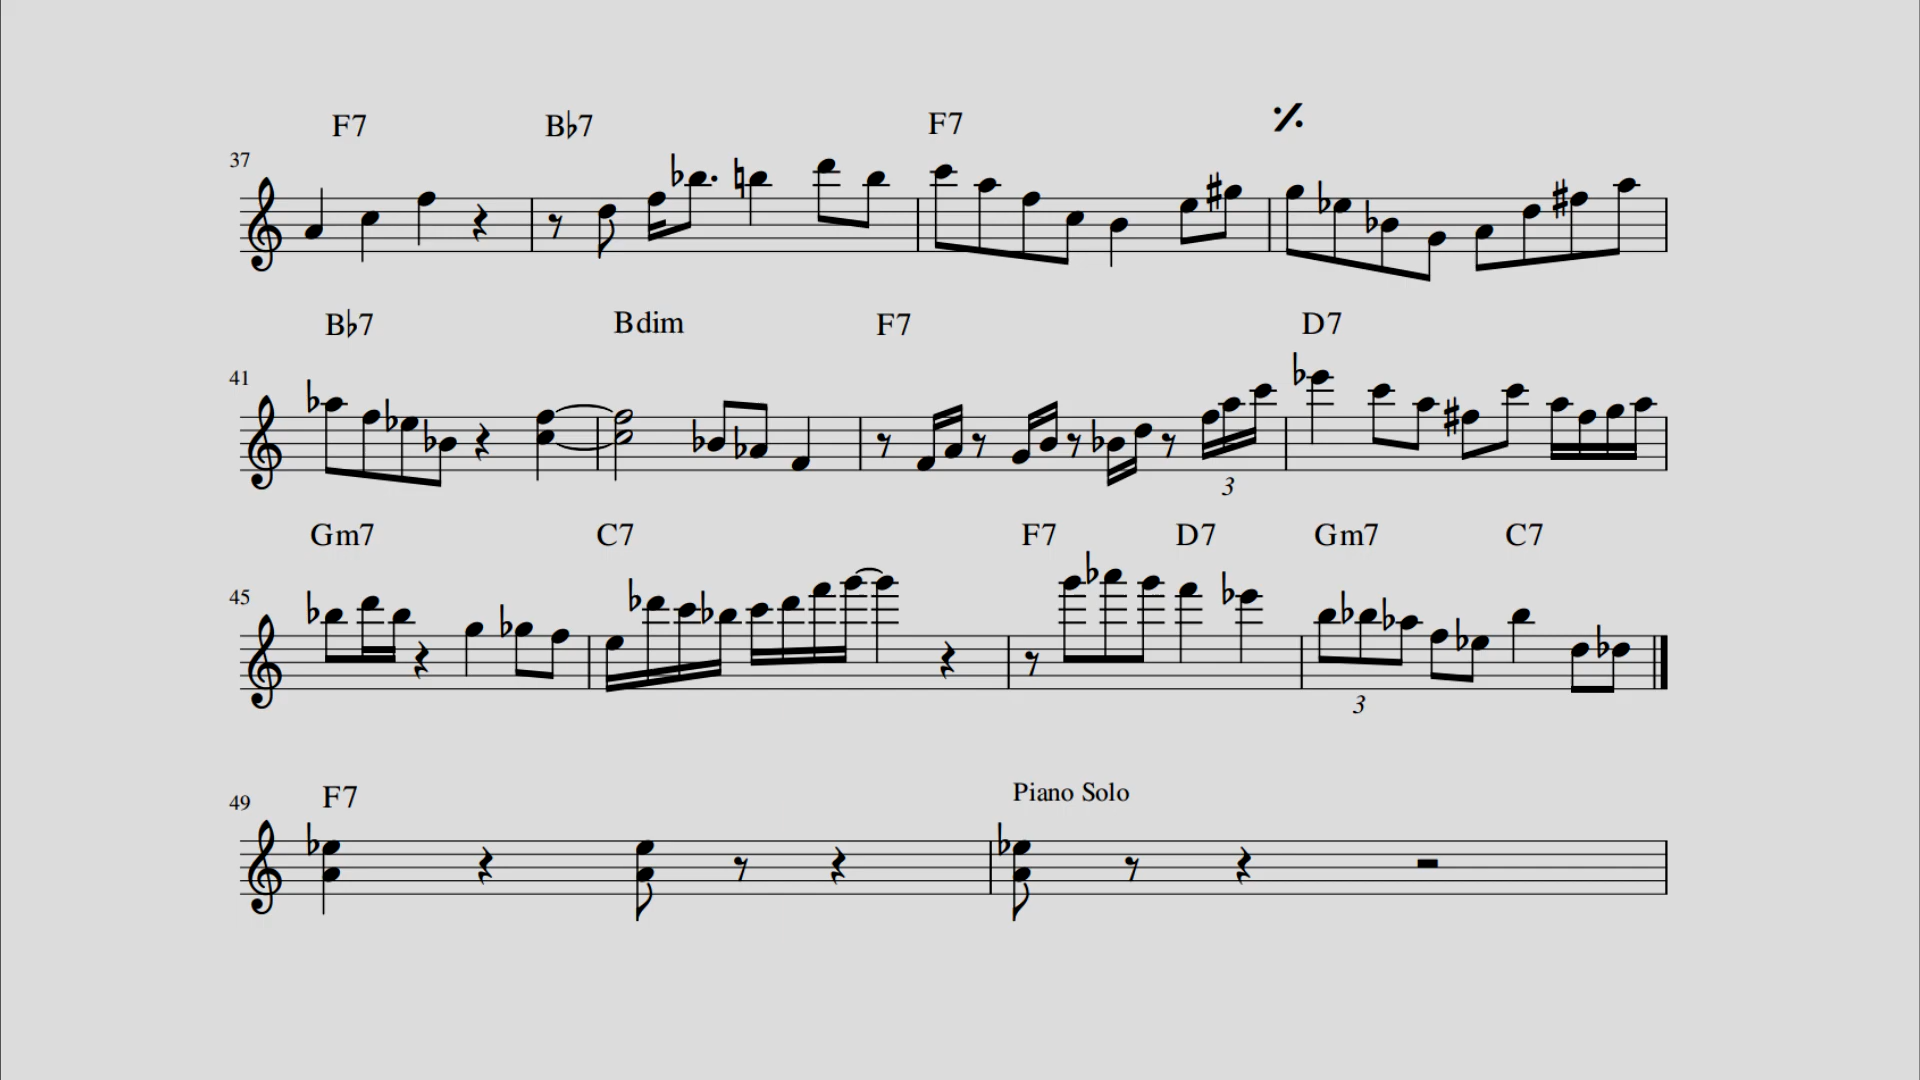 F7 B♭7 F7
37
B♭7 Bdim F7 D7
41
3
Gm7 C7 F7 D7 Gm7 C7
45
3
F7 Piano Solo
49